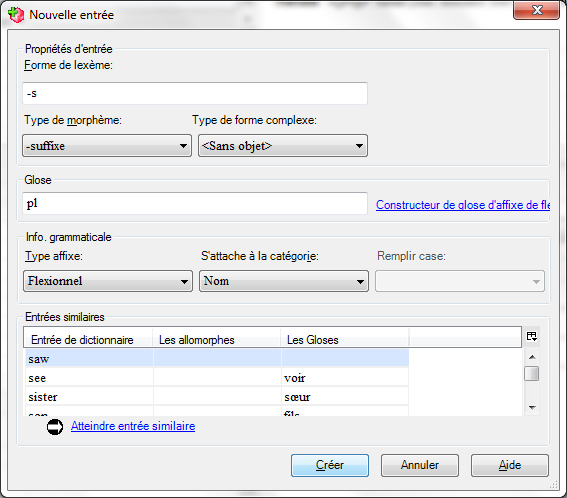 Nouvelle entrée
Propriétés d'entrée
Forme de lexème:
-s
Type de morphème: Type de forme complexe:
-suffixe <Sans objet>
Glose
pl Constructeur de glose d'affixe de fle
Info. grammaticale
Type affixe: S'attache à la catégorie: Remplir case:
Flexionnel Nom
Entrées similaires
Entrée de dictionnaire Les allomorphes Les Gloses
saw
see voir
sister sœur
son fils
Atteindre entrée similaire
Créer Annuler Aide